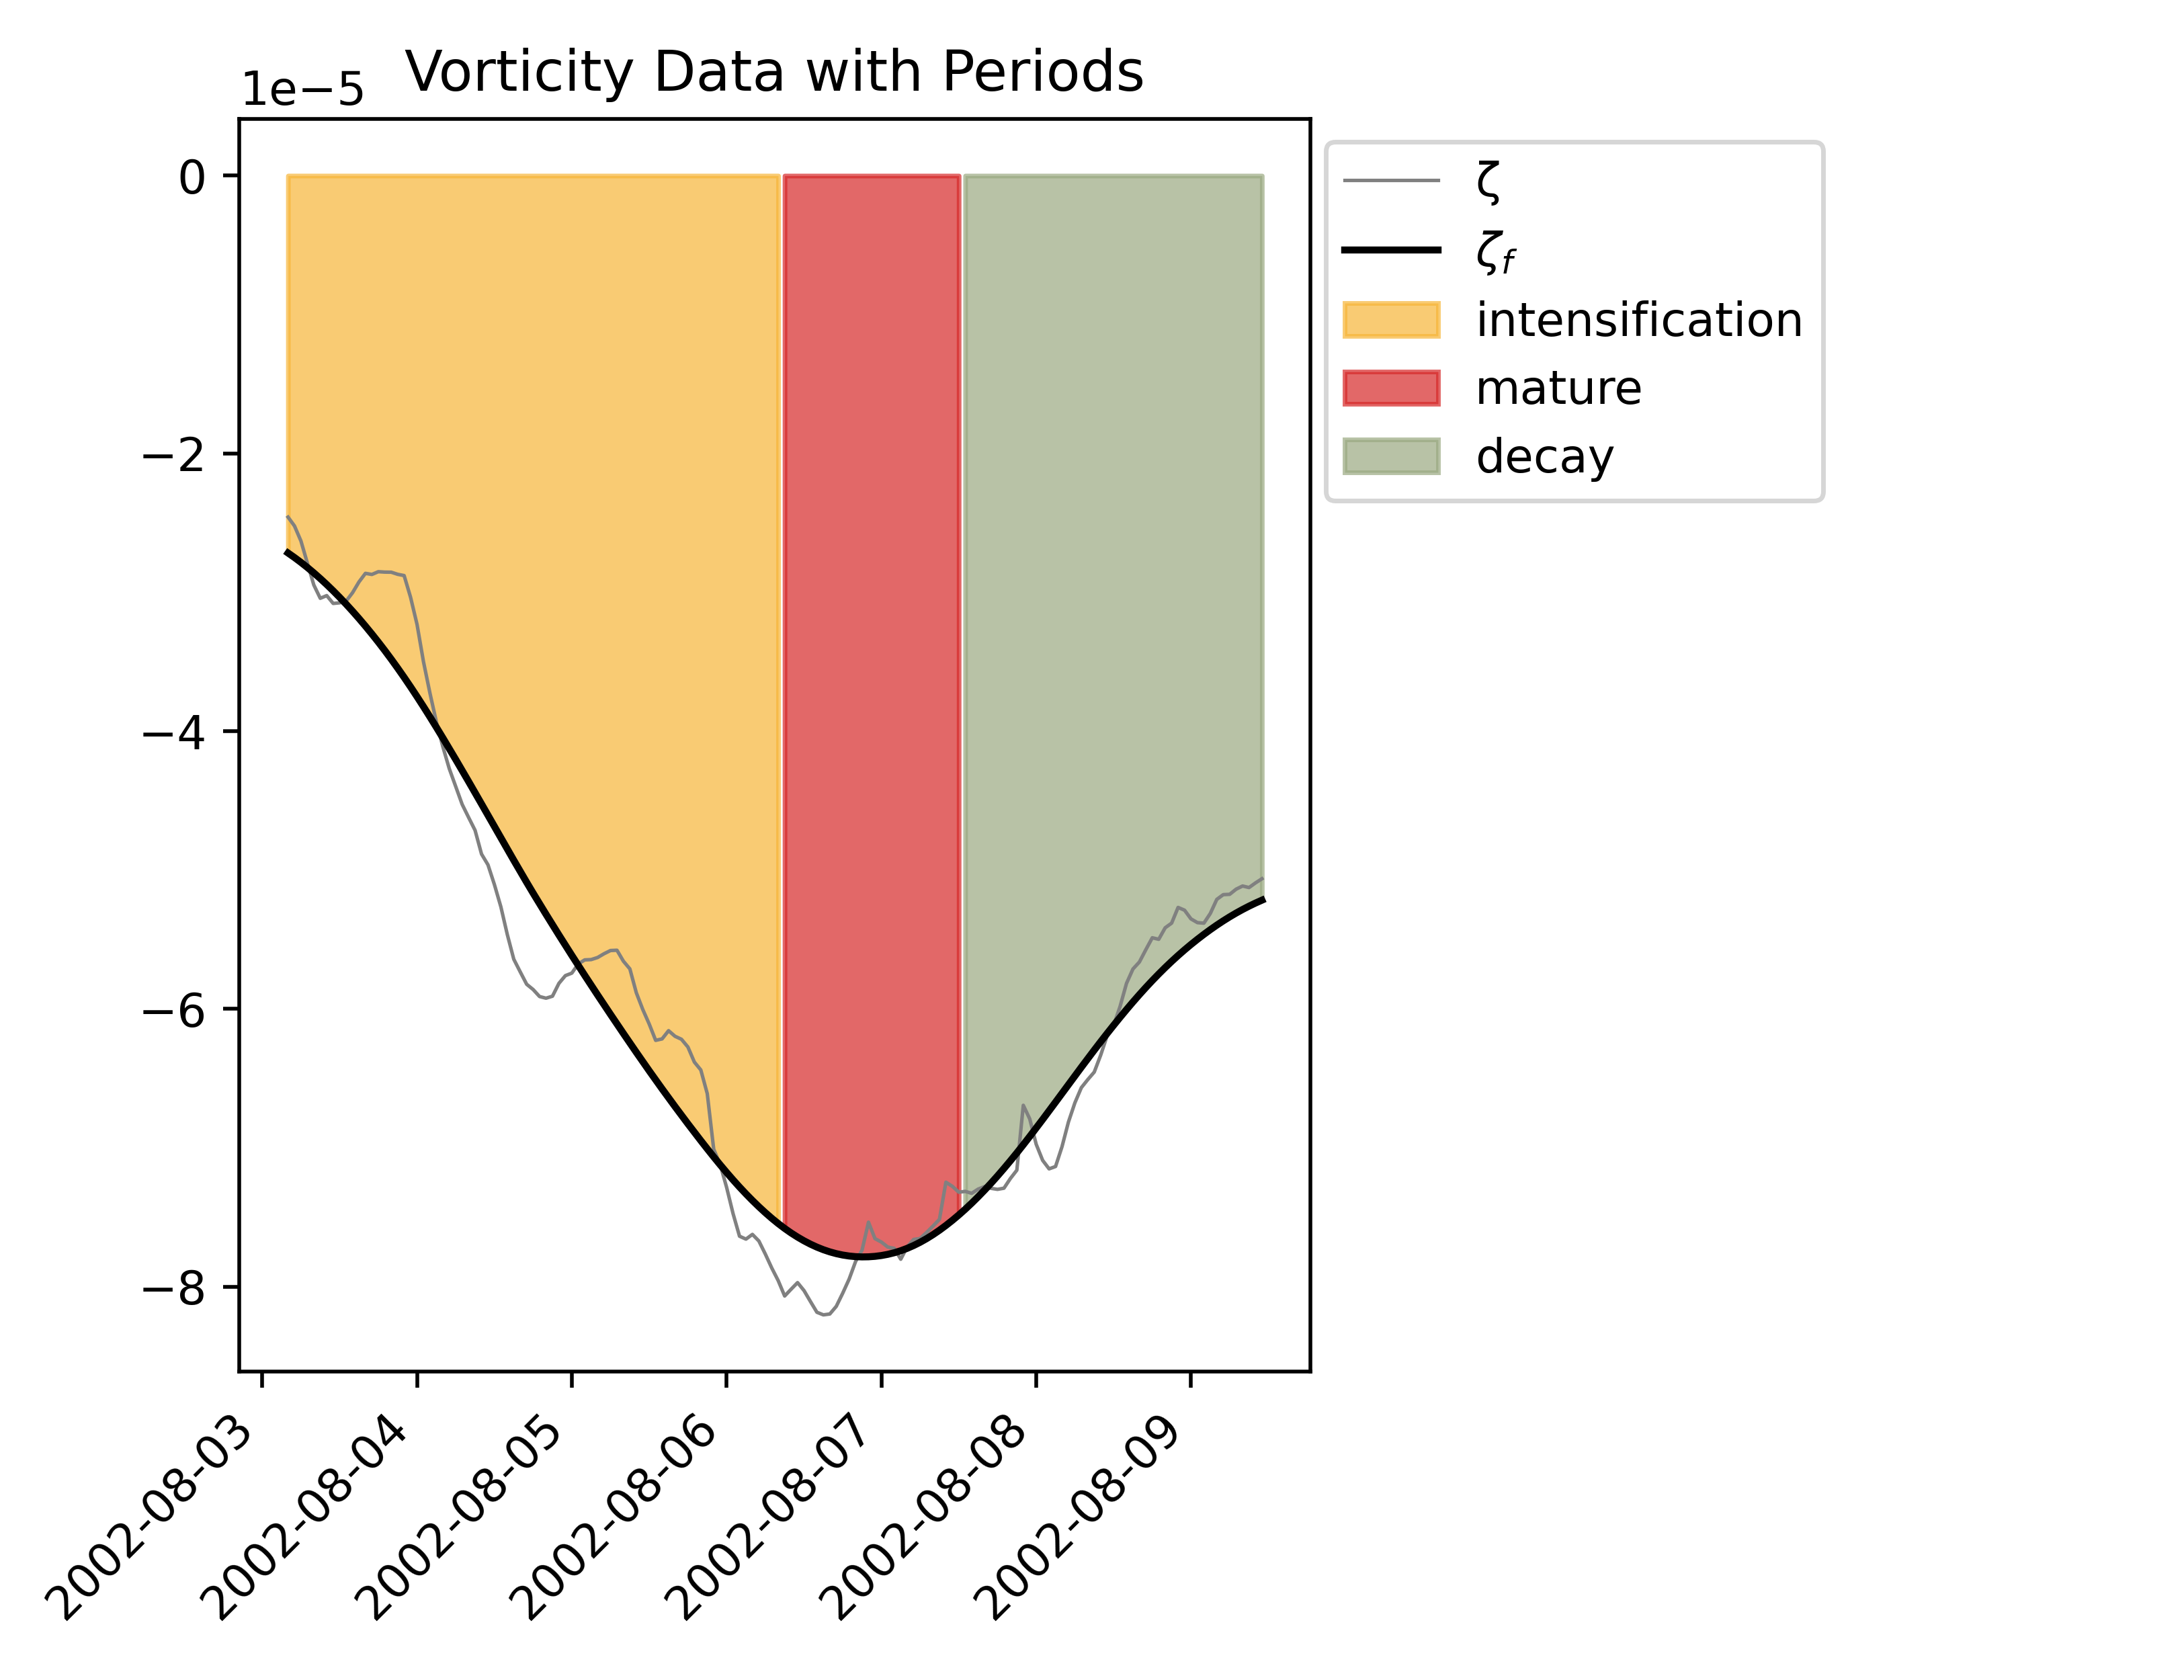 Vorticity Data with Periods
1e−5
0
−2
−4
−6
−8
2002-08-03
2002-08-04
2002-08-05
2002-08-06
2002-08-07
2002-08-08
2002-08-09
ζ
ζf
intensification
mature
decay